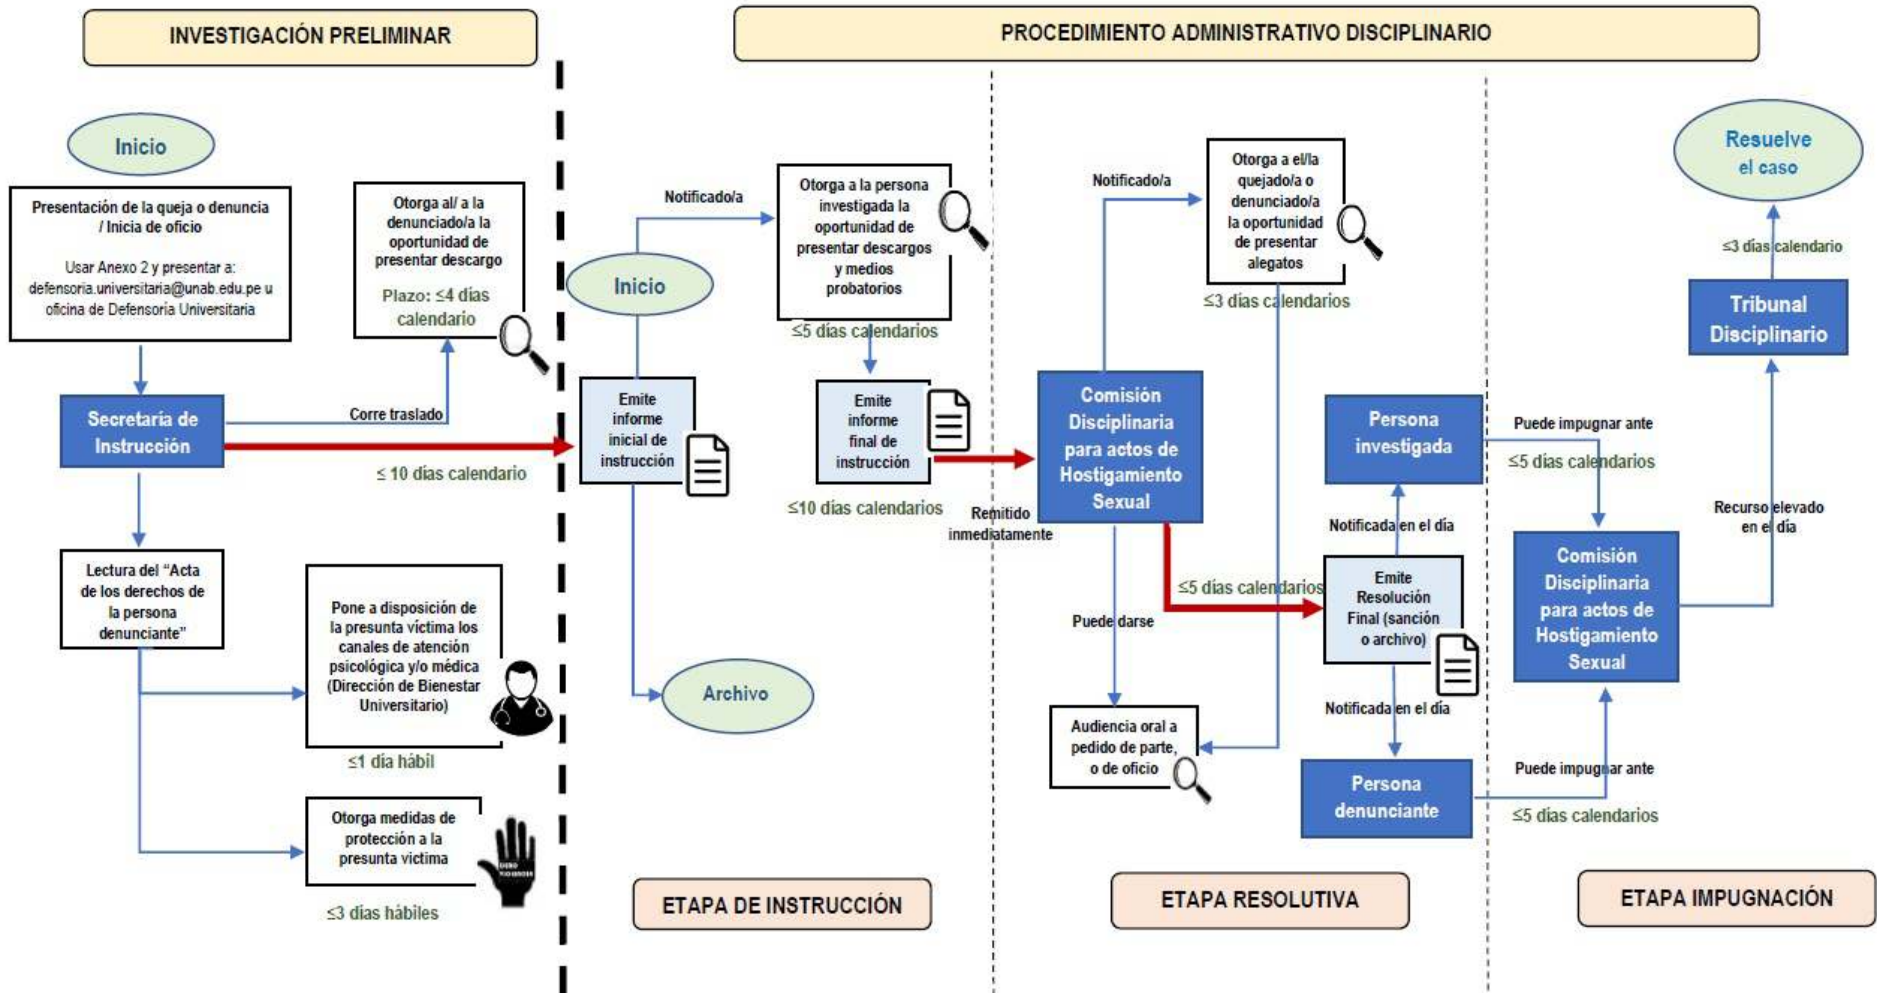 INVESTIGACIÓN PRELIMINAR
PROCEDIMIENTO ADMINISTRATIVO DISCIPLINARIO
Inicio
Presentación de la queja o denuncia
/ Inicia de oficio
Usar Anexo 2 y presentar a:
defensoria.universitaria@unab.edu.pe u
oficina de Defensoría Universitaria
Otorga al/ a la
denunciado/a la
oportunidad de
presentar descargo
Plazo: ≤4 días
calendario
Secretaría de
Instrucción
Corre traslado
≤ 10 días calendario
Lectura del “Acta
de los derechos de
la persona
denunciante”
Pone a disposición de
la presunta víctima los
canales de atención
psicológica y/o médica
(Dirección de Bienestar
Universitario)
≤1 día hábil
Otorga medidas de
protección a la
presunta victima
≤3 días hábiles
Inicio
Notificado/a
Otorga a la persona
investigada la
oportunidad de
presentar descargos
y medios
probatorios
≤5 días calendarios
Emite
informe
inicial de
instrucción
Emite
informe
final de
instrucción
≤10 días calendarios
Archivo
ETAPA DE INSTRUCCIÓN
Remitido
inmediatamente
Notificado/a
Otorga a el/la
quejado/a o
denunciado/a
la oportunidad
de presentar
alegatos
≤3 días calendarios
Comisión
Disciplinaria
para actos de
Hostigamiento
Sexual
Puede darse
Audiencia oral a
pedido de parte,
o de oficio
≤5 días calendarios
Persona
investigada
Notificada en el día
Emite
Resolución
Final (sanción
o archivo)
Notificada en el día
Persona
denunciante
ETAPA RESOLUTIVA
Puede impugnar ante
≤5 días calendarios
Comisión
Disciplinaria
para actos de
Hostigamiento
Sexual
Puede impugnar ante
≤5 días calendarios
Recurso elevado
en el día
Tribunal
Disciplinario
≤3 días calendario
Resuelve
el caso
ETAPA IMPUGNACIÓN